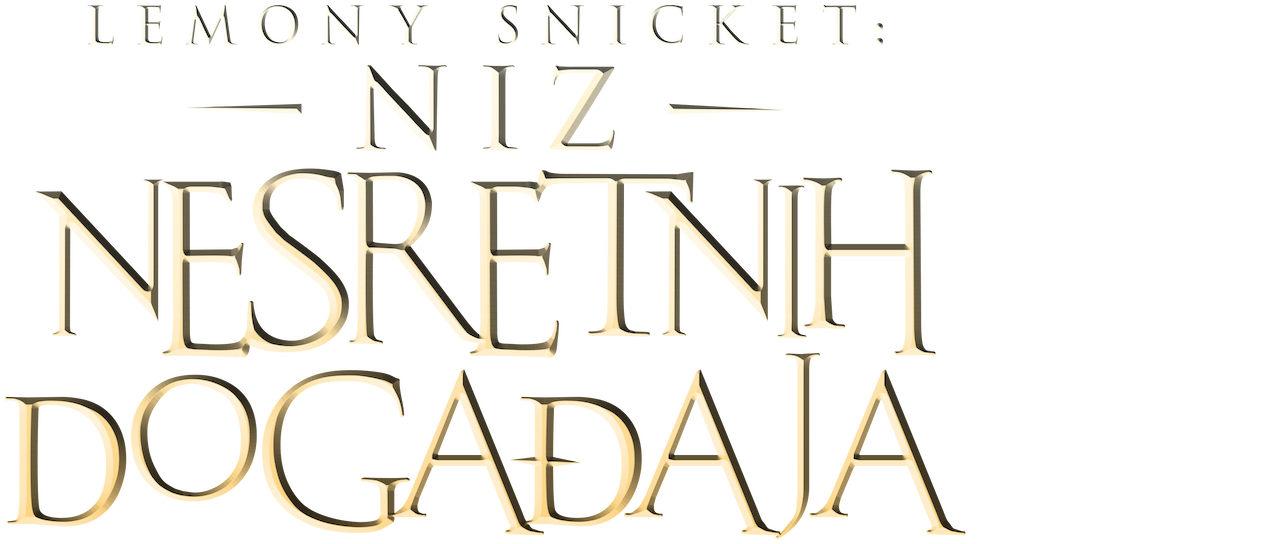 LEMONY SNICKET:
NIZ
NESRETNIH
DOGAĐAJA